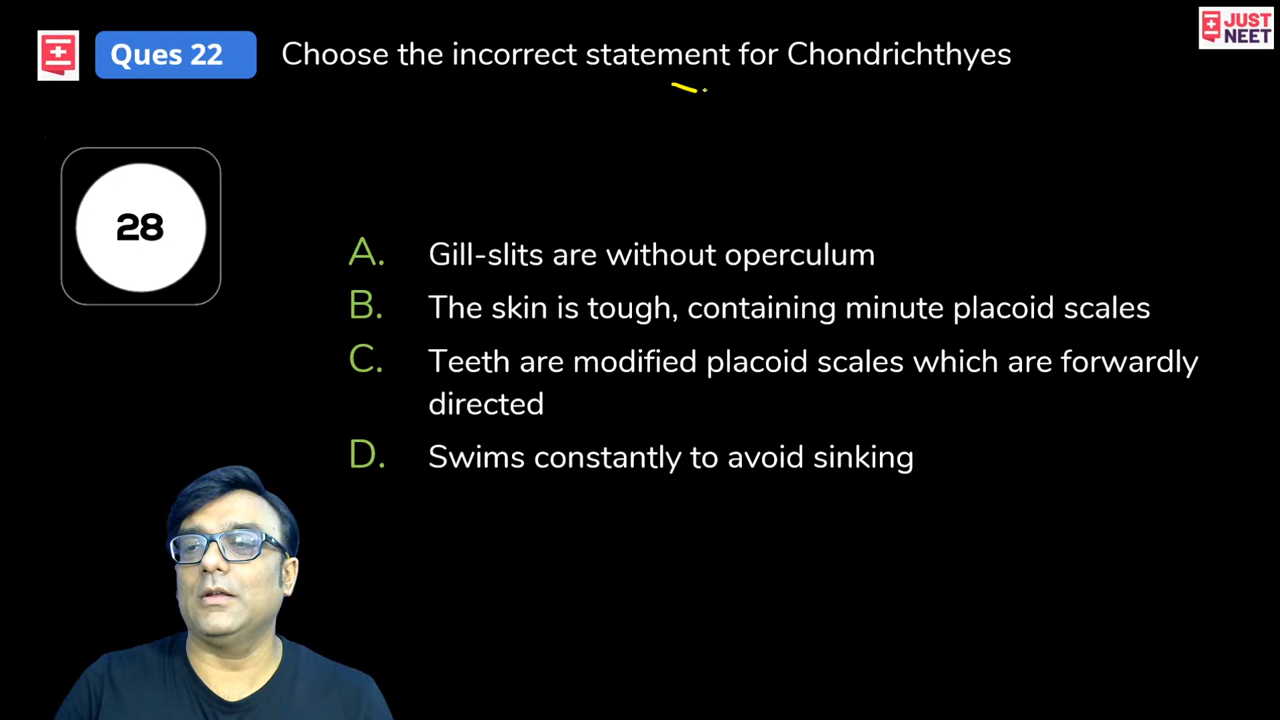 JUST
NEET
Ques 22 Choose the incorrect statement for Chondrichthyes
28
A. Gill-slits are without operculum
B. The skin is tough, containing minute placoid scales
C. Teeth are modified placoid scales which are forwardly
directed
D. Swims constantly to avoid sinking